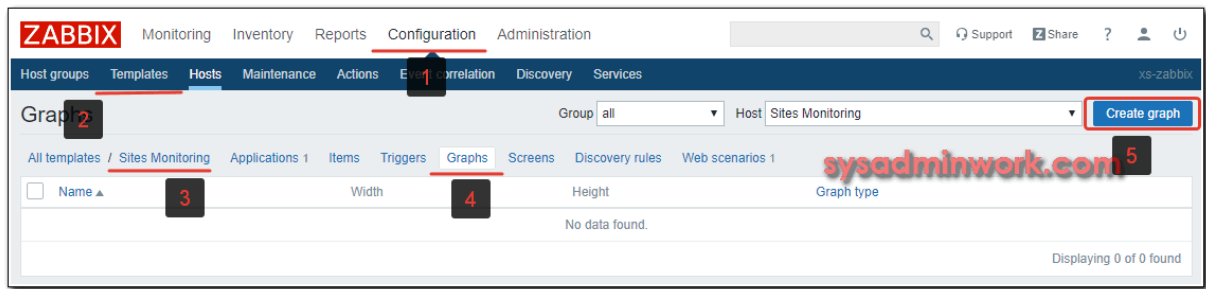 ZABBIX Monitoring Inventory Reports Configuration Administration Support Z Share ?
1
Host groups Templates Hosts Maintenance Actions Event correlation Discovery Services xs-zabbix
2
Graphs Group all Host Sites Monitoring Create graph
5
All templates / Sites Monitoring Applications 1 Items Triggers Graphs Screens Discovery rules Web scenarios 1
sysadminwork.com
3
4
Name Width Height Graph type
No data found.
Displaying 0 of 0 found